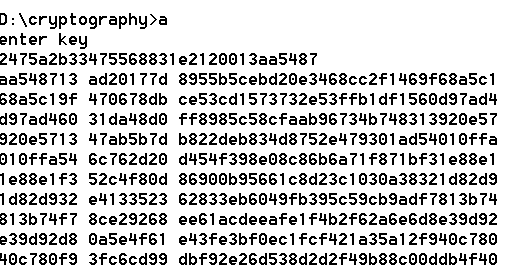 D:\cryptography>a
enter key
2475a2b33475568831e2120013aa5487
aa548713 ad20177d 8955b5cebd20e3468cc2f1469f68a5c1
68a5c19f 470678db ce53cd1573732e53ffb1df1560d97ad4
d97ad460 31da48d0 ff8985c58cfaab96734b748313920e57
920e5713 47ab5b7d b822deb834d8752e479301ad54010ffa
010ffa54 6c762d20 d454f398e08c86b6a71f871bf31e88e1
1e88e1f3 52c4f80d 86900b95661c8d23c1030a38321d82d9
1d82d932 e4133523 62833eb6049fb395c59cb9adf7813b74
813b74f7 8ce29268 ee61acdeeafe1f4b2f62a6e6d8e39d92
e39d92d8 0a5e4f61 e43fe3bf0ec1fcf421a35a12f940c780
40c780f9 3fc6cd99 dbf92e26d538d2d2f49b88c00ddb4f40